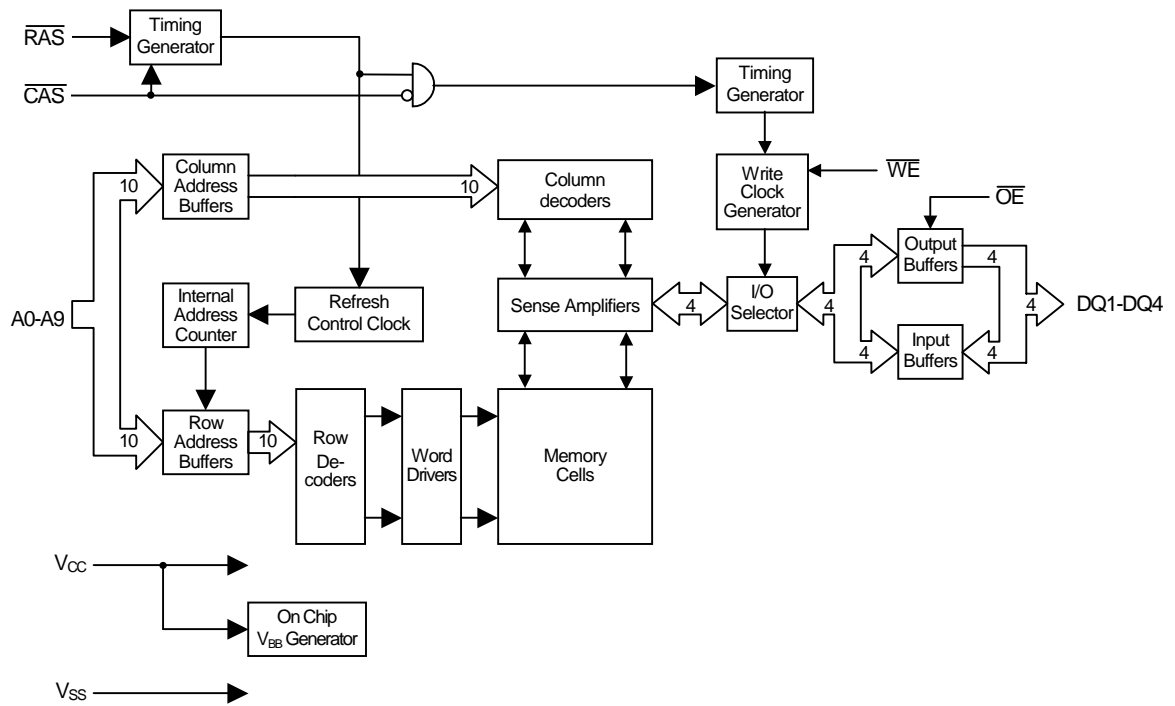 RAS
Timing
Generator
CAS
Timing
Generator
Column
Address
Buffers
10
10
Column
decoders
Write
Clock
Generator
WE
OE
Output
Buffers
4
4
A0-A9
Internal
Address
Counter
Refresh
Control Clock
Sense Amplifiers
4
I/O
Selector
4
4
DQ1-DQ4
Input
Buffers
4
4
10
Row
Address
Buffers
10
Row
De-
coders
Word
Drivers
Memory
Cells
VCC
On Chip
VBB Generator
VSS